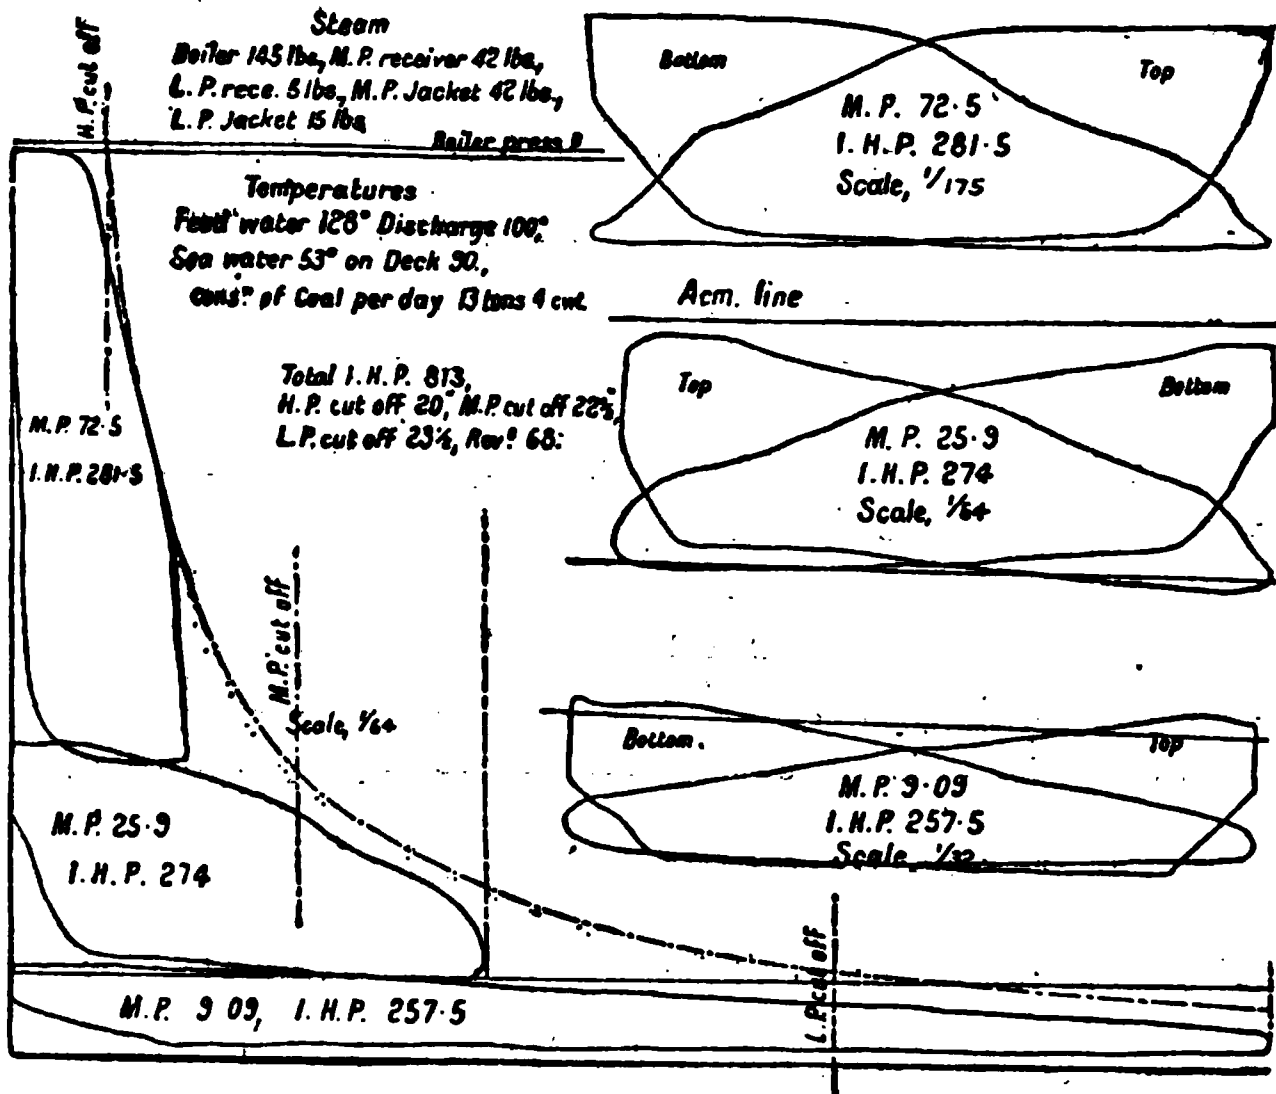 Steam
Boiler 145 lbs, M.P. receiver 42 lbs,
L.P. rece. 5 lbs, M.P. Jacket 42 lbs,
L.P. Jacket 15 lbs
Boiler press
H.P. cut off
Temperatures
Feed water 128° Discharge 100°,
Sea water 53° on Deck 90.,
cons.n of Coal per day 13 tons 4 cwt
Total I.H.P. 813,
H.P. cut off 20", M.P. cut off 22½"
L.P. cut off 23½, Rev.s 68:
M.P. 72·5
I.H.P. 281·5
M.P. cut off
Scale, 1/64
M.P. 25·9
I.H.P. 274
M.P. 9 09, I.H.P. 257·5
L.P. cut off
Bottom
Top
M.P. 72·5
I.H.P. 281·5
Scale, 1/175
Acm. line
Top
Bottom
M.P. 25·9
I.H.P. 274
Scale, 1/64
Bottom.
Top
M.P. 9·09
I.H.P. 257·5
Scale 1/32